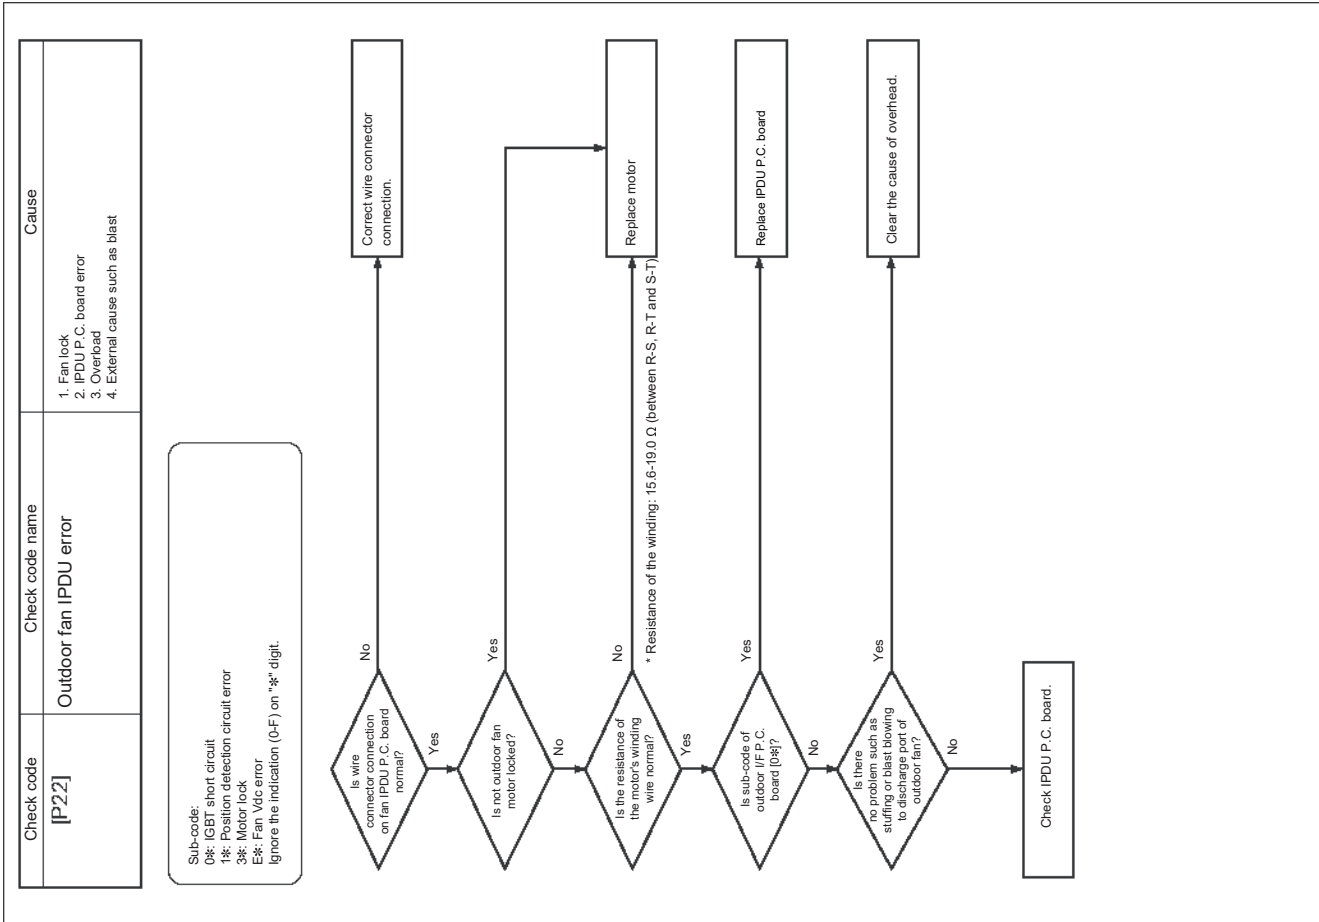 Check code
Check code name
Cause
[P22]
Outdoor fan IPDU error
1. Fan lock
2. IPDU P.C. board error
3. Overload
4. External cause such as blast
Sub-code:
0✻: IGBT short circuit
1✻: Position detection circuit error
3✻: Motor lock
E✻: Fan Vdc error
Ignore the indication (0-F) on "✻" digit.
Is wire
connector connection
on fan IPDU P.C. board
normal?
No
Correct wire connector
connection.
Yes
Is not outdoor fan
motor locked?
Yes
No
Is the resistance of
the motor's winding
wire normal?
No
Replace motor
* Resistance of the winding: 15.6-19.0 Ω (between R-S, R-T and S-T)
Yes
Is sub-code of
outdoor I/F P.C.
board [0✻]?
Yes
Replace IPDU P.C. board
No
Is there
no problem such as
stuffing or blast blowing
to discharge port of
outdoor fan?
Yes
Clear the cause of overhead.
No
Check IPDU P.C. board.